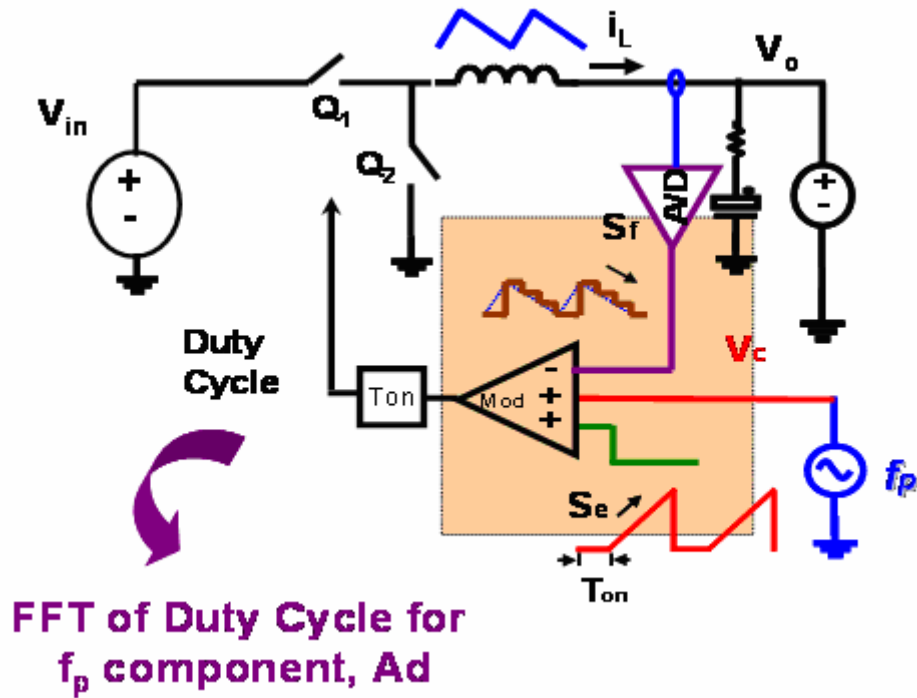 iL
Vo
Vin
Q1
Q2
+
-
A/D
+
-
Sf
Vc
Duty
Cycle
Ton
Mod
-
+
+
fp
Se
Ton
FFT of Duty Cycle for
fp component, Ad